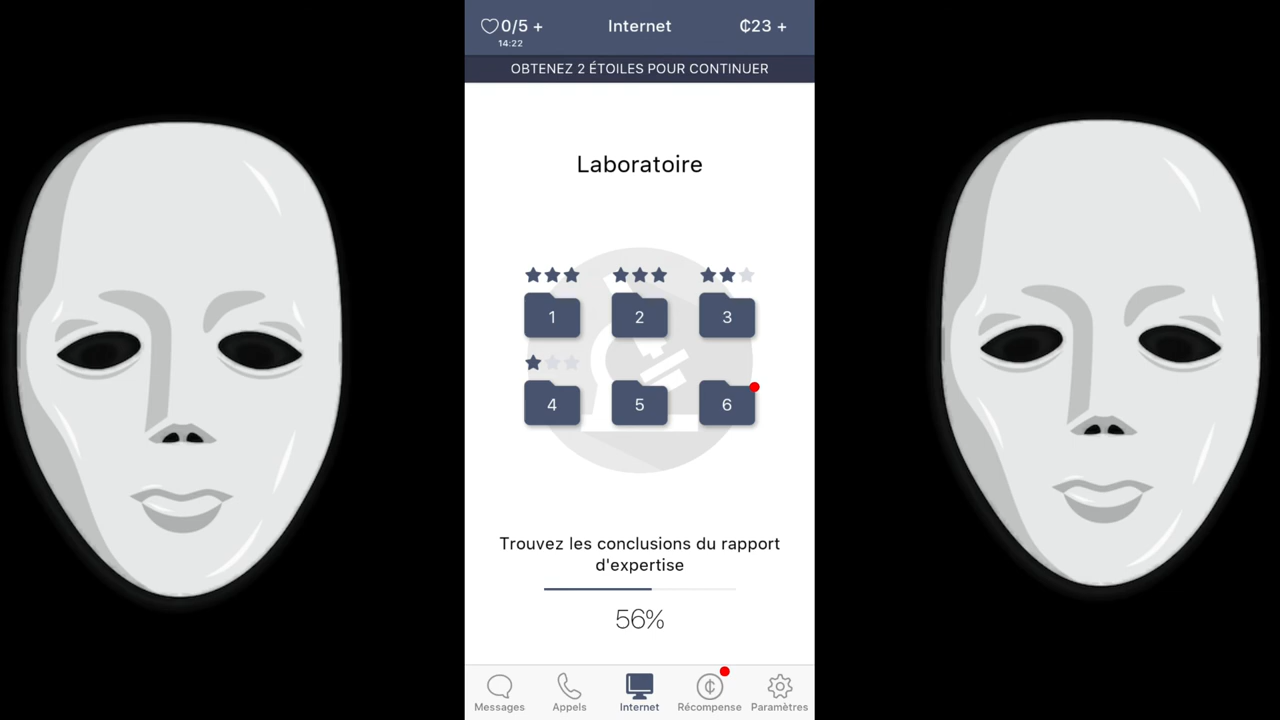 0/5 +
Internet
₵23 +
14:22
OBTENEZ 2 ÉTOILES POUR CONTINUER
Laboratoire
1
2
3
4
5
6
Trouvez les conclusions du rapport
d'expertise
56%
Messages
Appels
Internet
Récompense
Paramètres